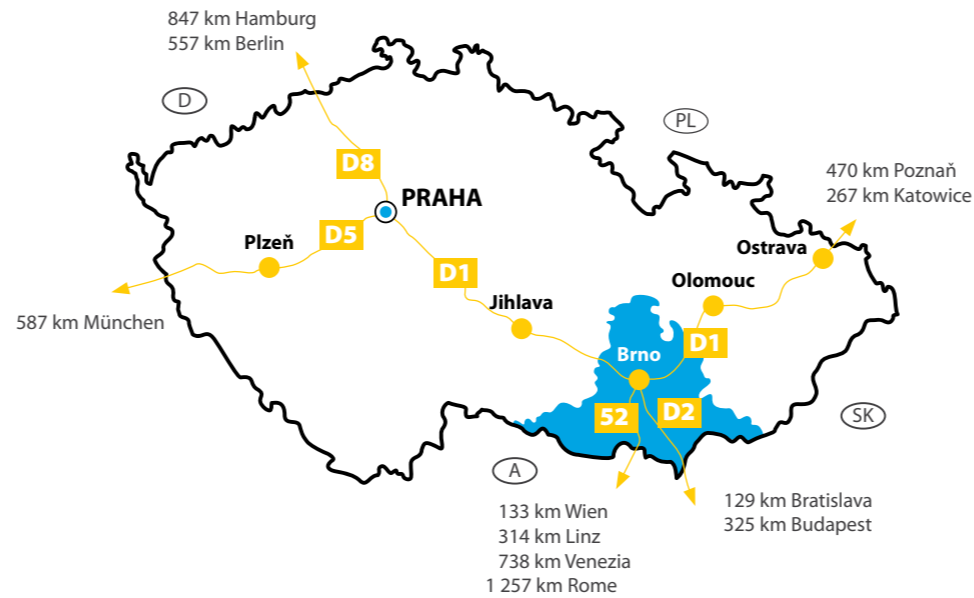 847 km Hamburg
557 km Berlin
D
PL
D8
470 km Poznaň
267 km Katowice
PRAHA
D5
Plzeň
Ostrava
D1
Olomouc
Jihlava
587 km München
D1
Brno
52
D2
SK
A
129 km Bratislava
325 km Budapest
133 km Wien
314 km Linz
738 km Venezia
1 257 km Rome